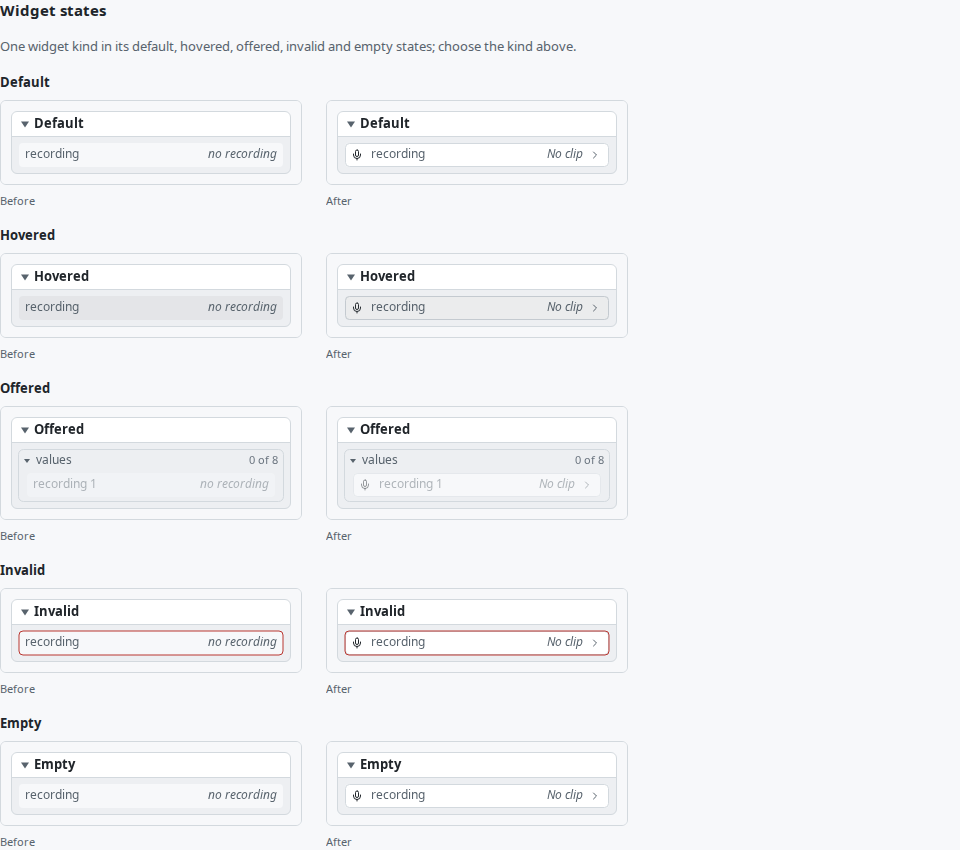 Widget states
One widget kind in its default, hovered, offered, invalid and empty states; choose the kind above.
Default
Default
recording no recording
Before
Default
recording No clip
After
Hovered
Hovered
recording no recording
Before
Hovered
recording No clip
After
Offered
Offered
values 0 of 8
recording 1 no recording
Before
Offered
values 0 of 8
recording 1 No clip
After
Invalid
Invalid
recording no recording
Before
Invalid
recording No clip
After
Empty
Empty
recording no recording
Before
Empty
recording No clip
After